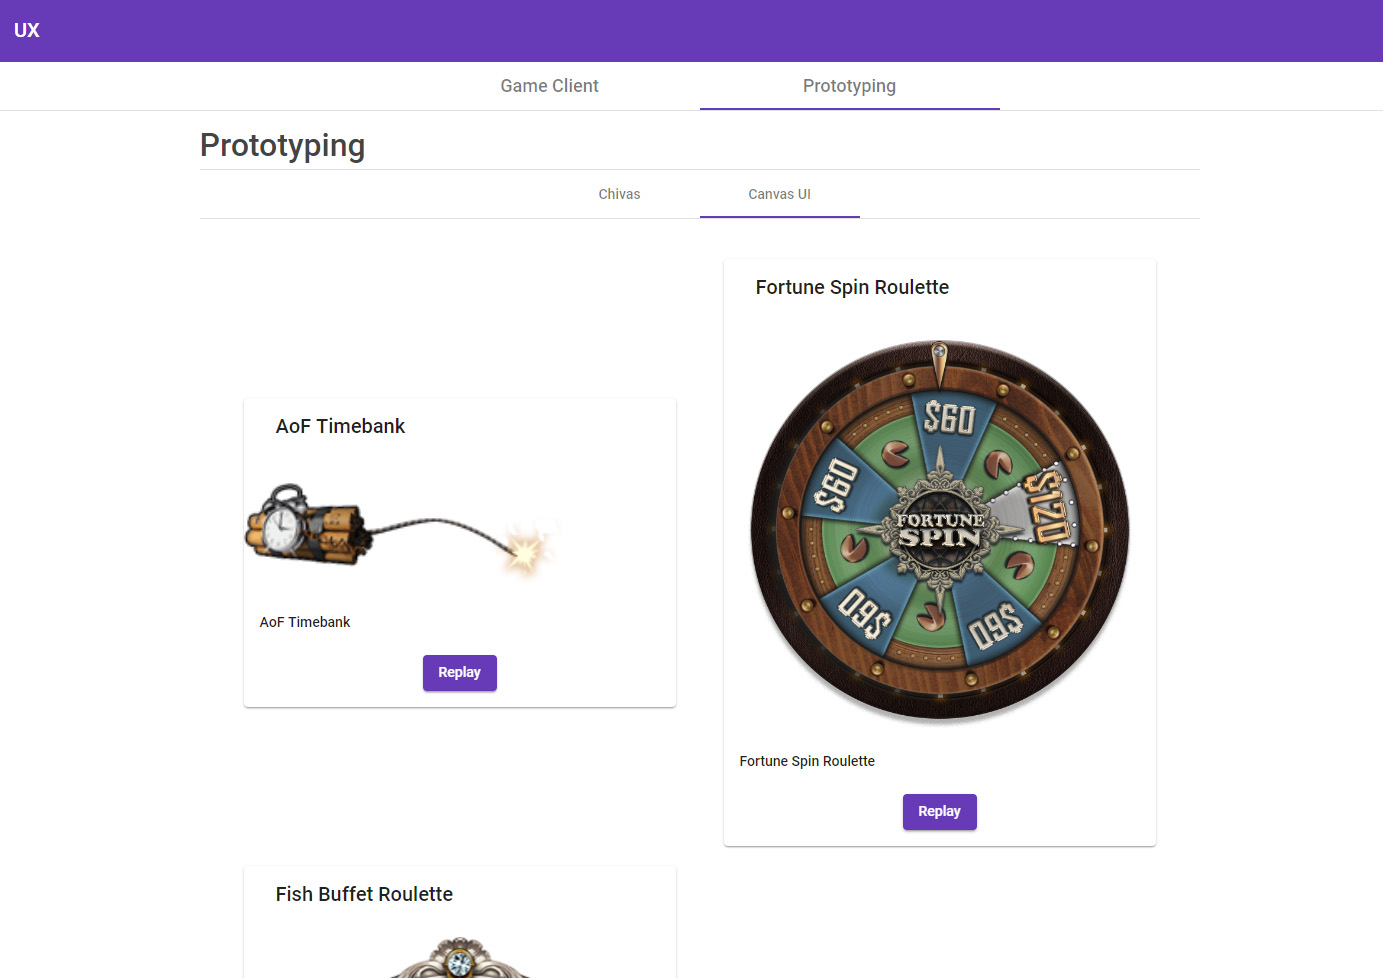 UX
Game Client
Prototyping
Prototyping
Chivas
Canvas UI
AoF Timebank
AoF Timebank
Replay
Fortune Spin Roulette
$60
$120
$60
$60
$60
FORTUNE
SPIN
Fortune Spin Roulette
Replay
Fish Buffet Roulette